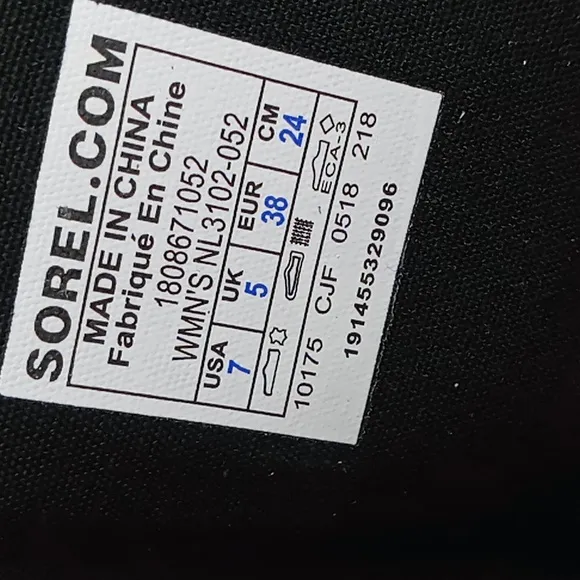 SOREL.COM
MADE IN CHINA
Fabriqué En Chine
1808671052
WMN'S NL3102-052
USA UK EUR CM
7 5 38 24
ECA.3
10175 CJF 0518 218
191455329096